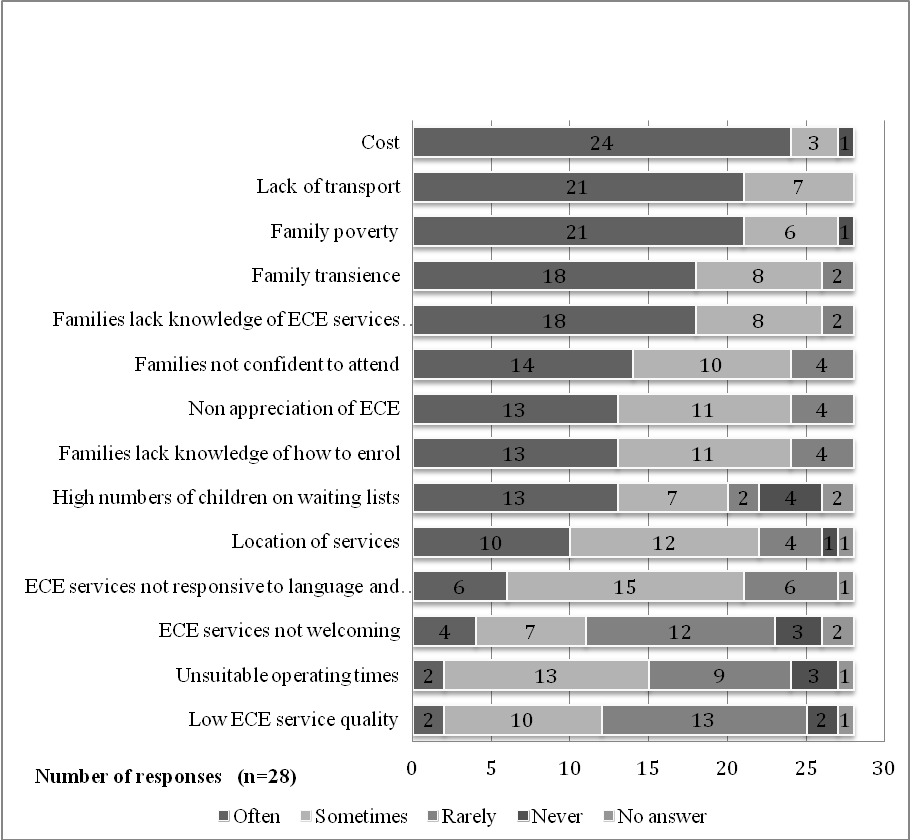 Cost 24 3 1
Lack of transport 21 7
Family poverty 21 6 1
Family transience 18 8 2
Families lack knowledge of ECE services.. 18 8 2
Families not confident to attend 14 10 4
Non appreciation of ECE 13 11 4
Families lack knowledge of how to enrol 13 11 4
High numbers of children on waiting lists 13 7 2 4 2
Location of services 10 12 4 1 1
ECE services not responsive to language and.. 6 15 6 1
ECE services not welcoming 4 7 12 3 2
Unsuitable operating times 2 13 9 3 1
Low ECE service quality 2 10 13 2 1
0 5 10 15 20 25 30
Number of responses (n=28)
Often Sometimes Rarely Never No answer